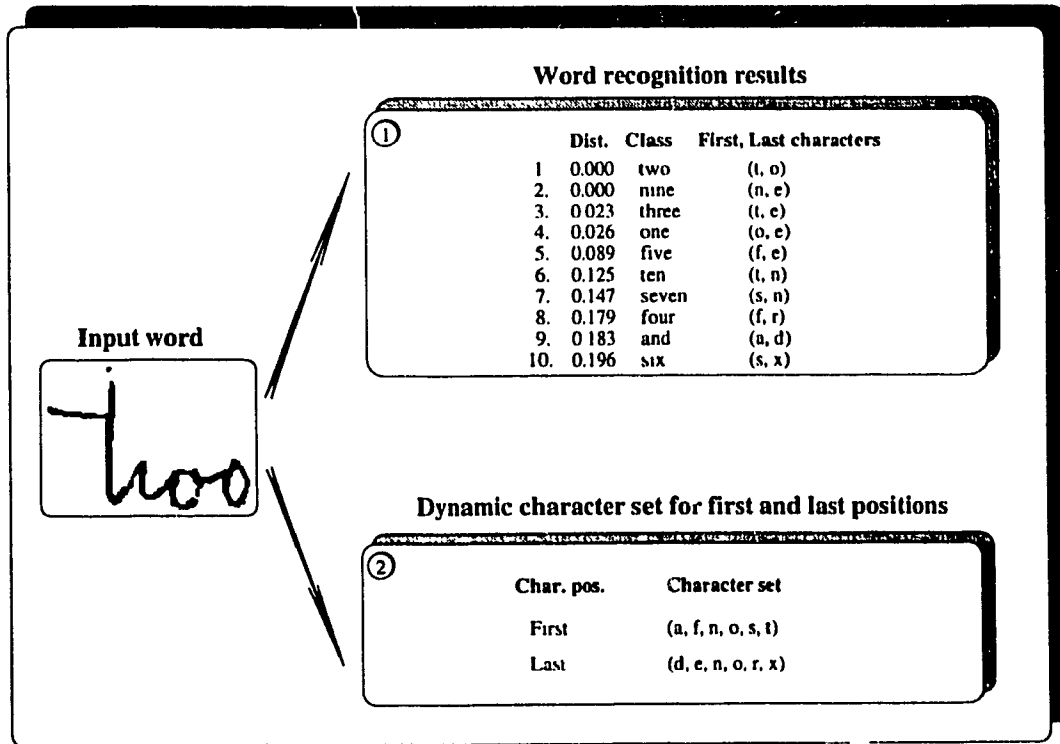 Word recognition results
①
Dist. Class First, Last characters
1 0.000 two (t, o)
2. 0.000 nine (n, e)
3. 0 023 three (t, e)
4. 0.026 one (o, e)
5. 0.089 five (f, e)
6. 0.125 ten (t, n)
7. 0.147 seven (s, n)
8. 0.179 four (f, r)
9. 0 183 and (a, d)
10. 0.196 six (s, x)
Input word
two
Dynamic character set for first and last positions
②
Char. pos. Character set
First (a, f, n, o, s, t)
Last (d, e, n, o, r, x)